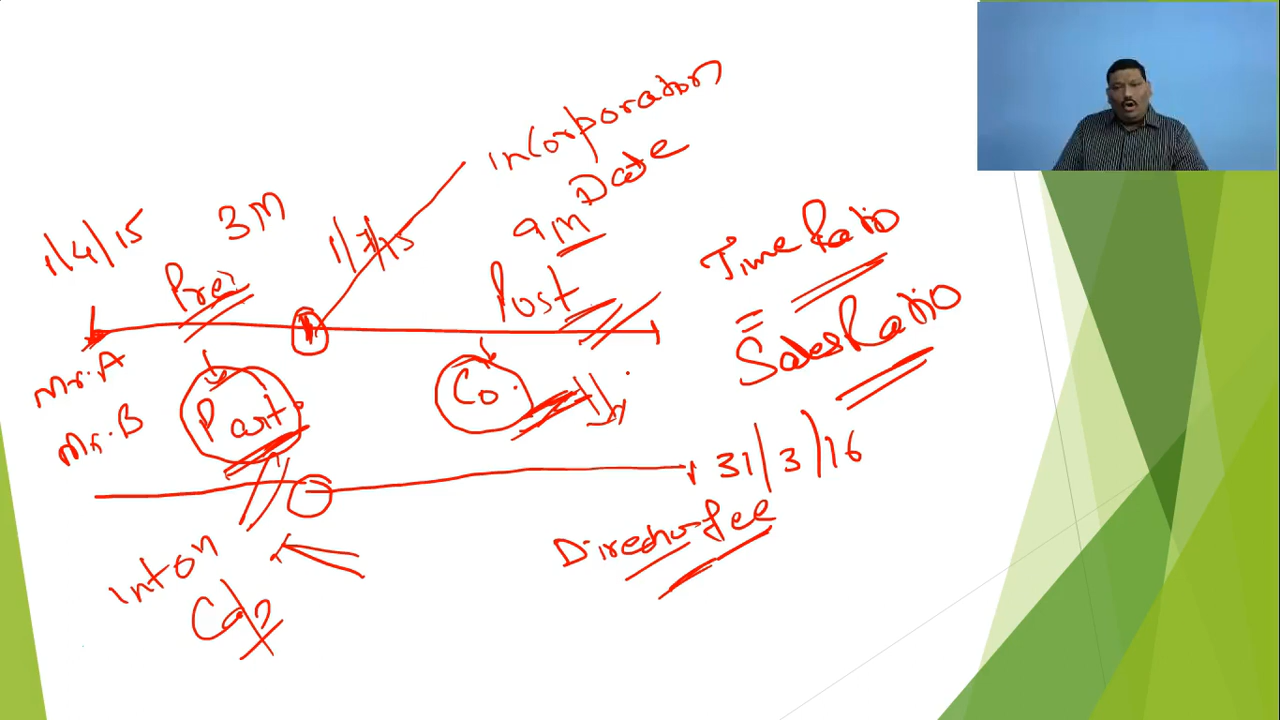 incorporation
Date
1/4/15 3M 1/7/15 9M
Pre Post
Time Ratio
Sales Ratio
Mr. A
Mr. B
Part. Co.
31/3/16
Director fee
Int on